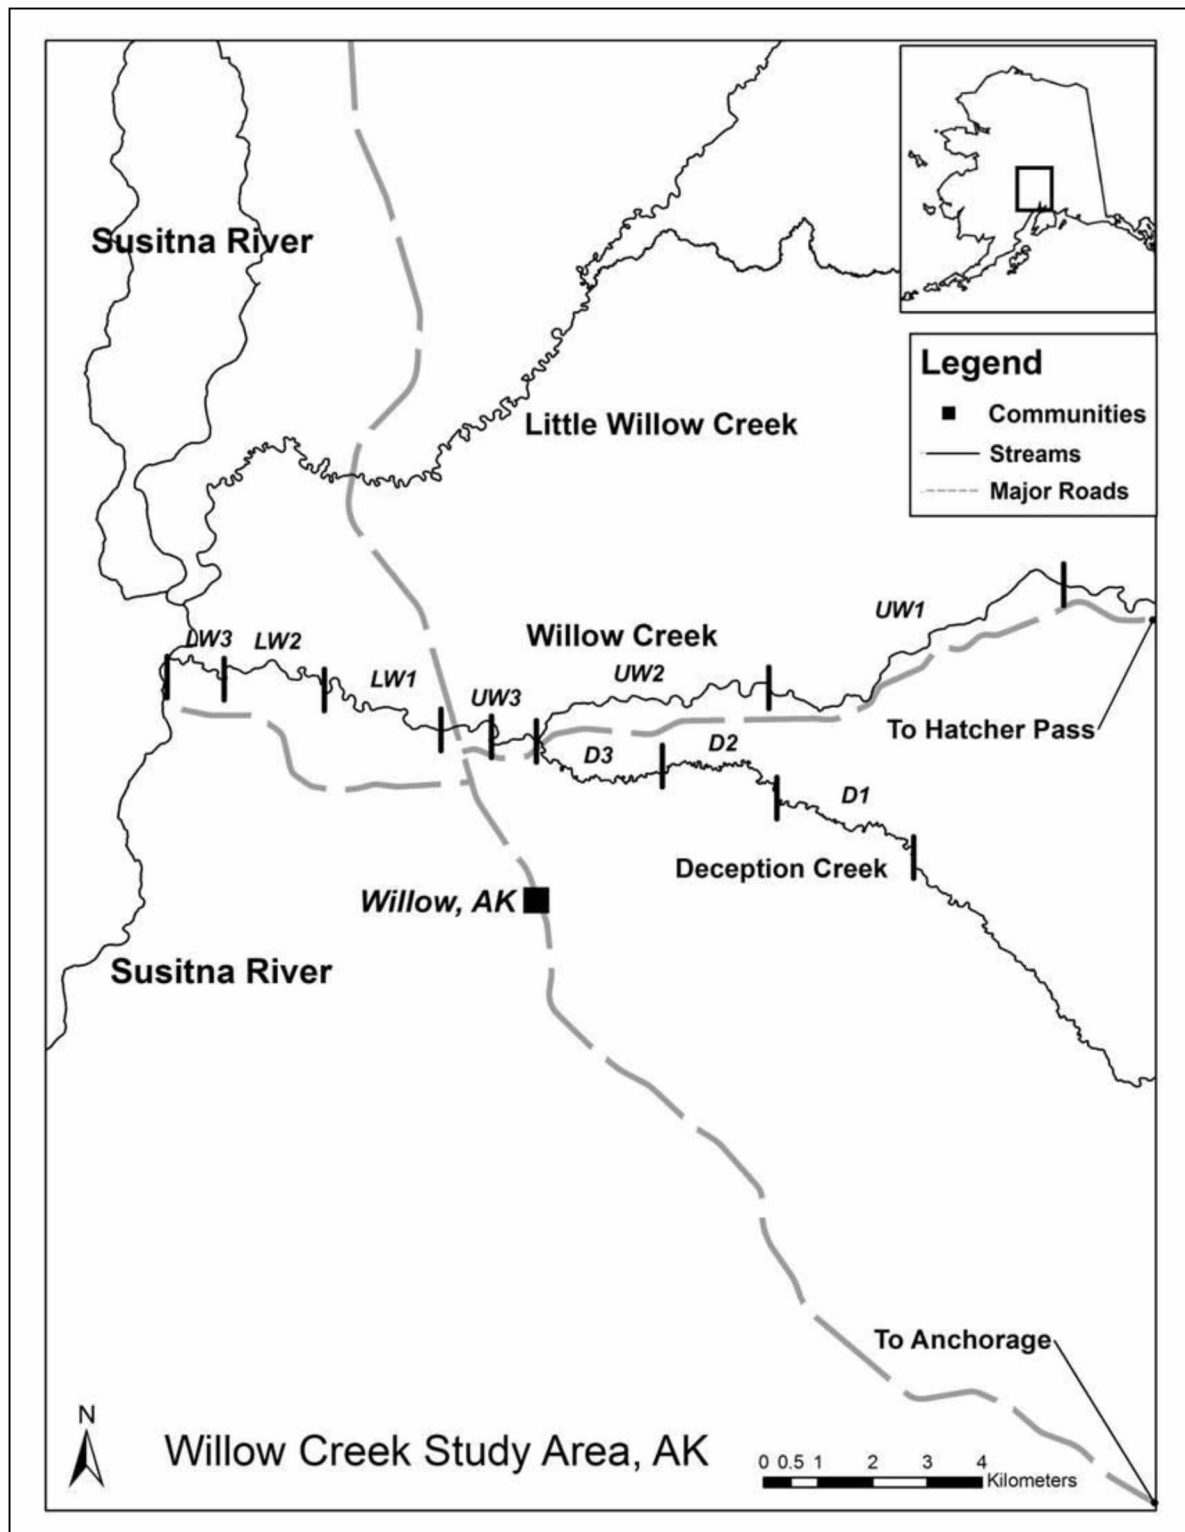 Susitna River
Little Willow Creek
Legend
Communities
Streams
Major Roads
UW1
Willow Creek
LW3
LW2
LW1
UW3
UW2
To Hatcher Pass
D3
D2
D1
Deception Creek
Willow, AK
Susitna River
To Anchorage
N
Willow Creek Study Area, AK
0 0.5 1 2 3 4
Kilometers